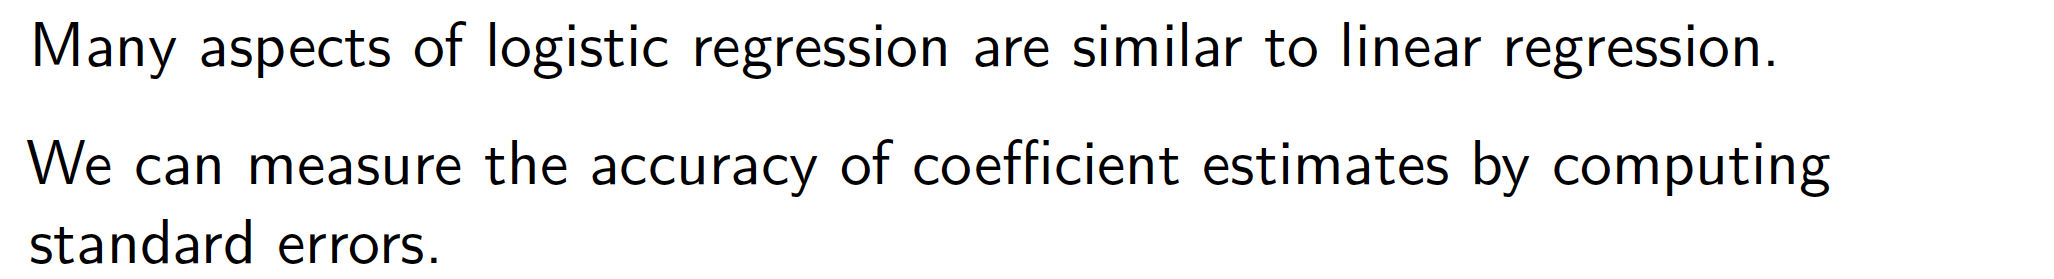 Many aspects of logistic regression are similar to linear regression.
We can measure the accuracy of coefficient estimates by computing
standard errors.